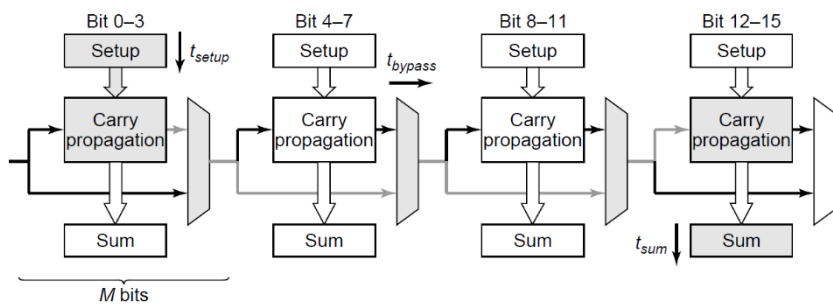 Bit 0–3
Bit 4–7
Bit 8–11
Bit 12–15
Setup
t_setup
Setup
t_bypass
Setup
Setup
Carry
propagation
Carry
propagation
Carry
propagation
Carry
propagation
Sum
Sum
Sum
t_sum
Sum
M bits